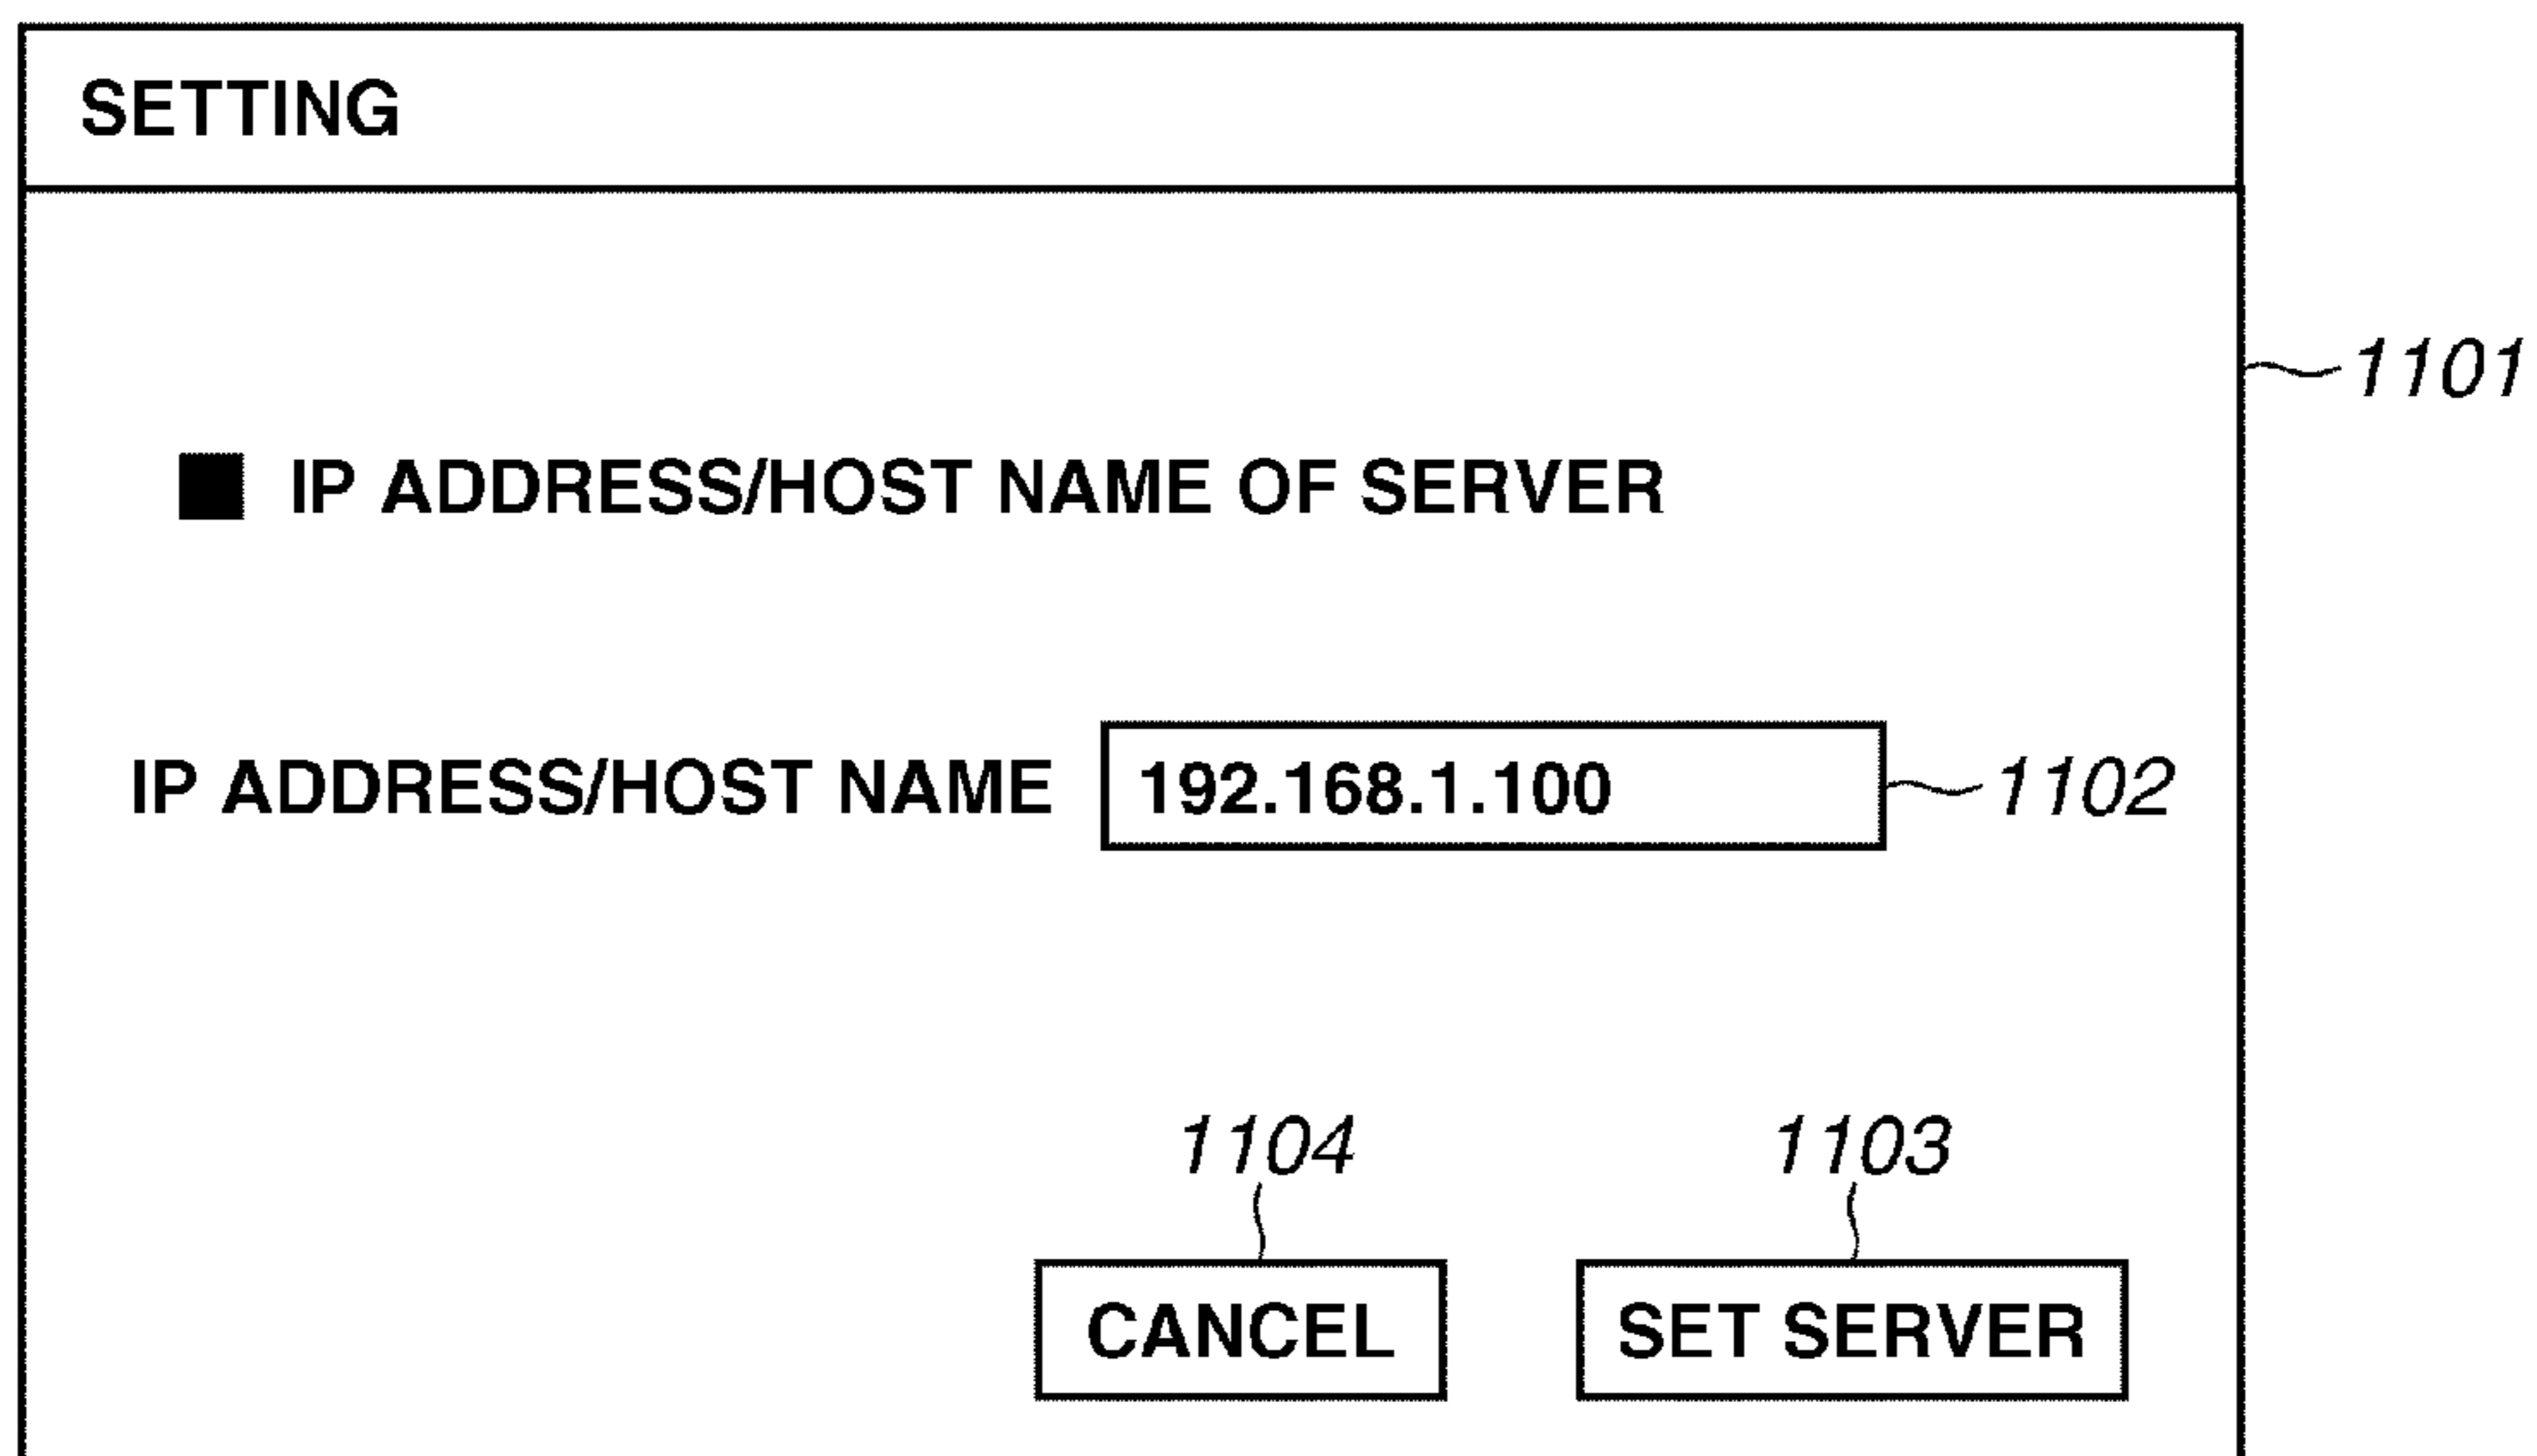 SETTING
1101
■ IP ADDRESS/HOST NAME OF SERVER
IP ADDRESS/HOST NAME 192.168.1.100 1102
1104 1103
CANCEL SET SERVER